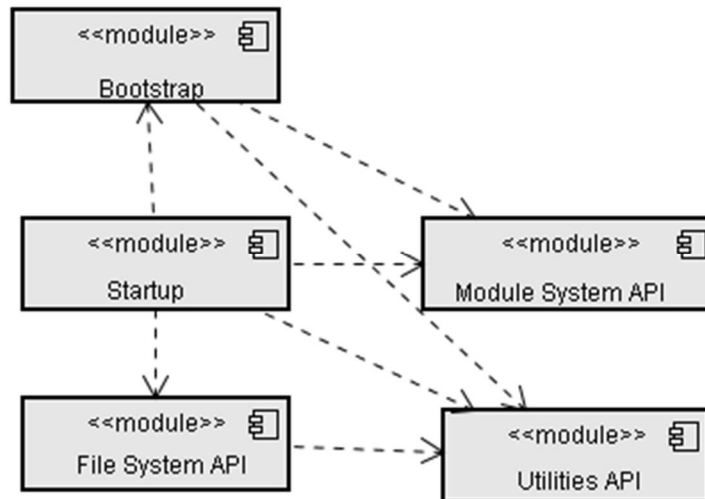 <<module>>
Bootstrap
<<module>>
Startup
<<module>>
Module System API
<<module>>
File System API
<<module>>
Utilities API